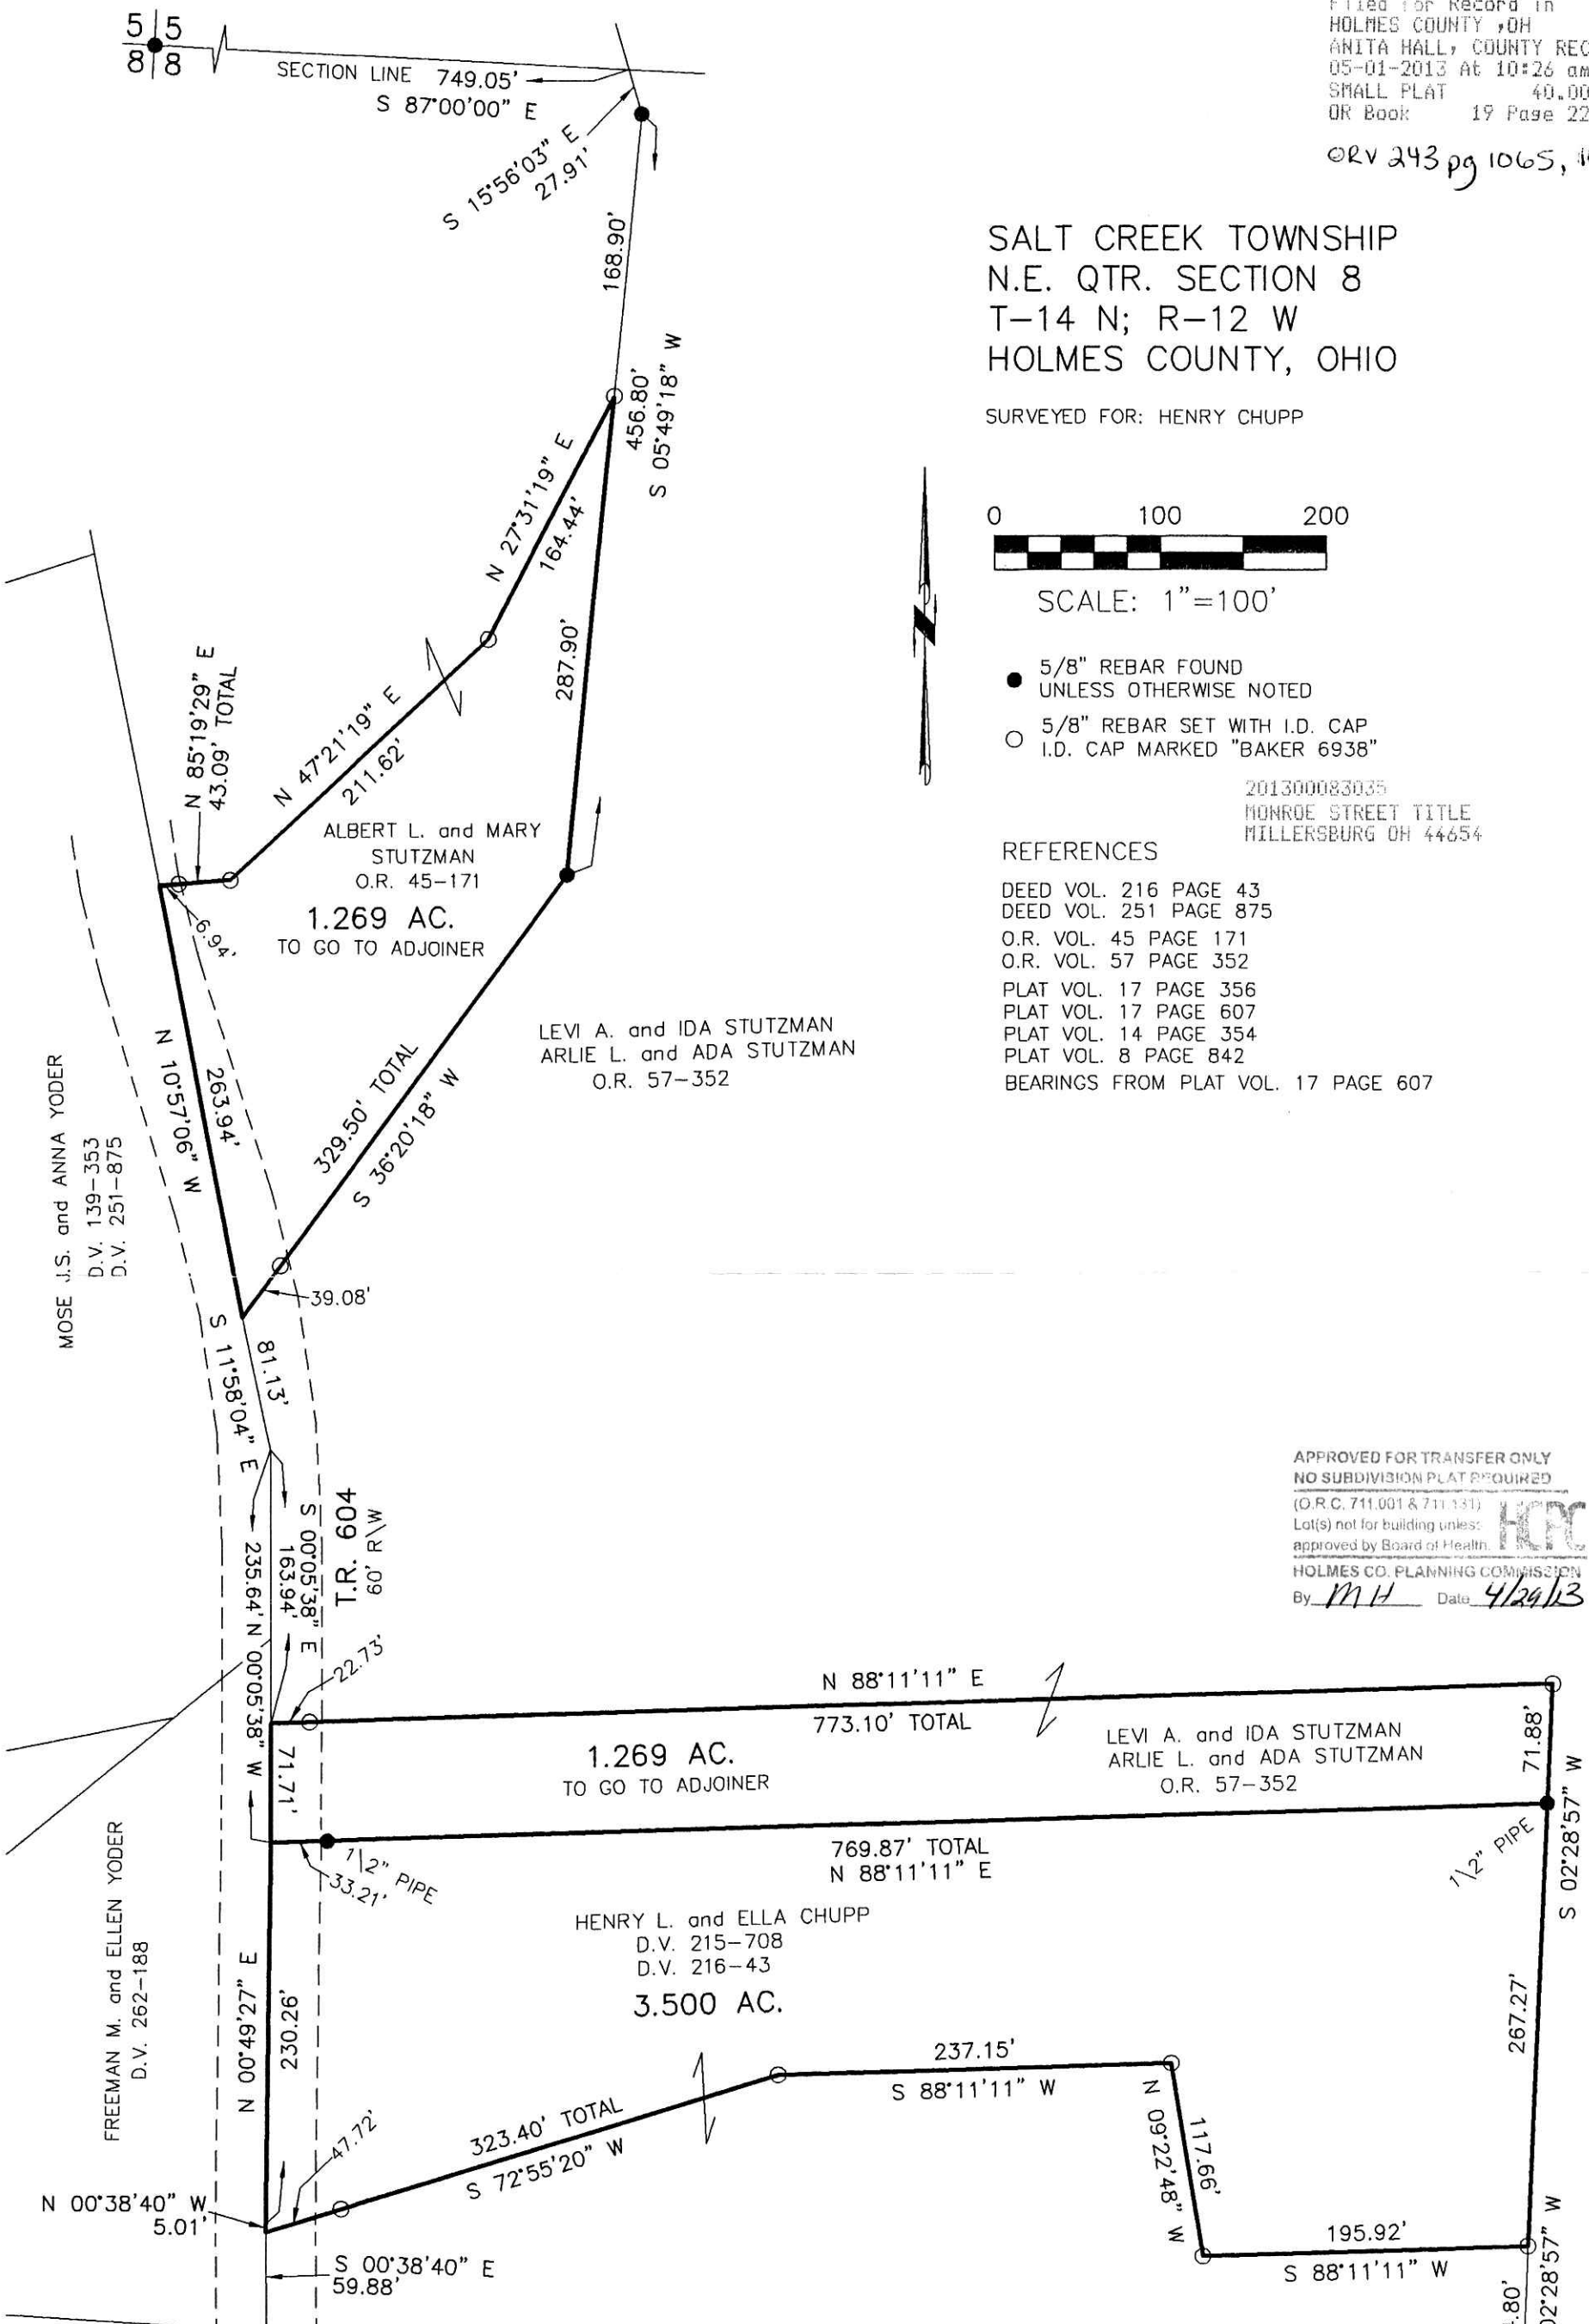 5 5
8 8
SECTION LINE 749.05'
S 87°00'00" E
S 15°56'03" E
27.91'
Filed for Record in
HOLMES COUNTY ,OH
ANITA HALL, COUNTY REC
05-01-2013 At 10:26 am
SMALL PLAT 40.00
OR Book 19 Page 22
ORV 243 pg 1065,
SALT CREEK TOWNSHIP
N.E. QTR. SECTION 8
T-14 N; R-12 W
HOLMES COUNTY, OHIO
SURVEYED FOR: HENRY CHUPP
0 100 200
SCALE: 1"=100'
5/8" REBAR FOUND
UNLESS OTHERWISE NOTED
5/8" REBAR SET WITH I.D. CAP
I.D. CAP MARKED "BAKER 6938"
201300083035
MONROE STREET TITLE
MILLERSBURG OH 44654
REFERENCES
DEED VOL. 216 PAGE 43
DEED VOL. 251 PAGE 875
O.R. VOL. 45 PAGE 171
O.R. VOL. 57 PAGE 352
PLAT VOL. 17 PAGE 356
PLAT VOL. 17 PAGE 607
PLAT VOL. 14 PAGE 354
PLAT VOL. 8 PAGE 842
BEARINGS FROM PLAT VOL. 17 PAGE 607
168.90'
456.80'
S 05°49'18" W
N 27°31'19" E
164.44'
287.90'
N 47°21'19" E
211.62'
N 85°19'29" E
43.09' TOTAL
6.94'
ALBERT L. and MARY
STUTZMAN
O.R. 45-171
1.269 AC.
TO GO TO ADJOINER
LEVI A. and IDA STUTZMAN
ARLIE L. and ADA STUTZMAN
O.R. 57-352
329.50' TOTAL
S 36°20'18" W
N 10°57'06" W
263.94'
39.08'
MOSE J.S. and ANNA YODER
D.V. 139-353
D.V. 251-875
S 11°58'04" E
81.13'
S 00°05'38" E
163.94'
T.R. 604
60' R\W
235.64' N 00°05'38" W
APPROVED FOR TRANSFER ONLY
NO SUBDIVISION PLAT REQUIRED
(O.R.C. 711.001 & 711.131)
Lot(s) not for building unless
approved by Board of Health.
HCPC
HOLMES CO. PLANNING COMMISSION
By MH Date 4/29/13
22.73'
N 88°11'11" E
773.10' TOTAL
71.71'
1.269 AC.
TO GO TO ADJOINER
LEVI A. and IDA STUTZMAN
ARLIE L. and ADA STUTZMAN
O.R. 57-352
71.88'
S 02°28'57" W
769.87' TOTAL
N 88°11'11" E
1\2" PIPE
33.21'
1\2" PIPE
FREEMAN M. and ELLEN YODER
D.V. 262-188
HENRY L. and ELLA CHUPP
D.V. 215-708
D.V. 216-43
3.500 AC.
N 00°49'27" E
230.26'
267.27'
237.15'
S 88°11'11" W
323.40' TOTAL
S 72°55'20" W
47.72'
N 09°22'48" W
117.66'
195.92'
S 88°11'11" W
N 00°38'40" W
5.01'
S 00°38'40" E
59.88'
.80'
02°28'57" W